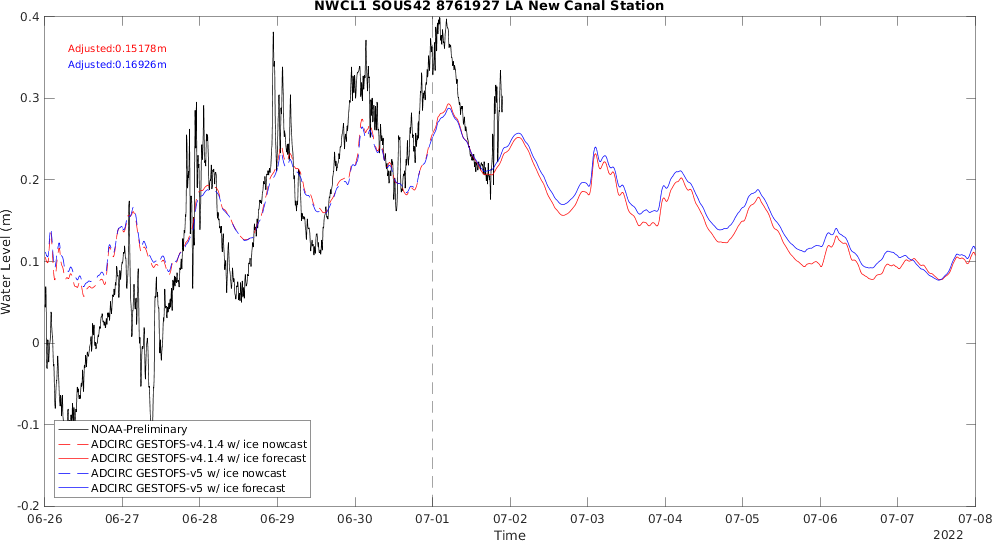 NWCL1 SOUS42 8761927 LA New Canal Station
Adjusted:0.15178m
Adjusted:0.16926m
0.4
0.3
0.2
0.1
0
-0.1
-0.2
Water Level (m)
NOAA-Preliminary
ADCIRC GESTOFS-v4.1.4 w/ ice nowcast
ADCIRC GESTOFS-v4.1.4 w/ ice forecast
ADCIRC GESTOFS-v5 w/ ice nowcast
ADCIRC GESTOFS-v5 w/ ice forecast
06-26 06-27 06-28 06-29 06-30 07-01 07-02 07-03 07-04 07-05 07-06 07-07 07-08
Time
2022